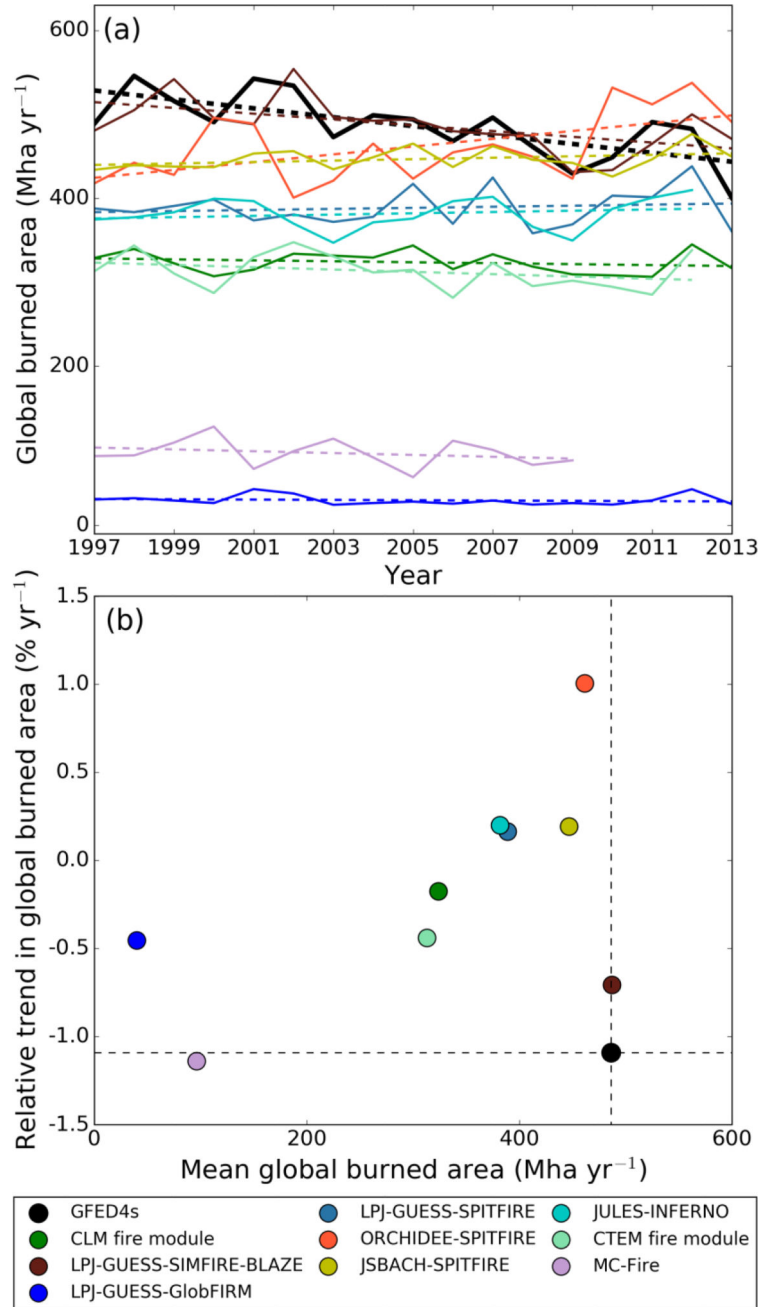 (a)
600
400
200
0
Global burned area (Mha yr⁻¹)
1997 1999 2001 2003 2005 2007 2009 2011 2013
Year
(b)
1.5
1.0
0.5
0.0
-0.5
-1.0
-1.5
Relative trend in global burned area (% yr⁻¹)
0 200 400 600
Mean global burned area (Mha yr⁻¹)
GFED4s LPJ-GUESS-SPITFIRE JULES-INFERNO
CLM fire module ORCHIDEE-SPITFIRE CTEM fire module
LPJ-GUESS-SIMFIRE-BLAZE JSBACH-SPITFIRE MC-Fire
LPJ-GUESS-GlobFIRM